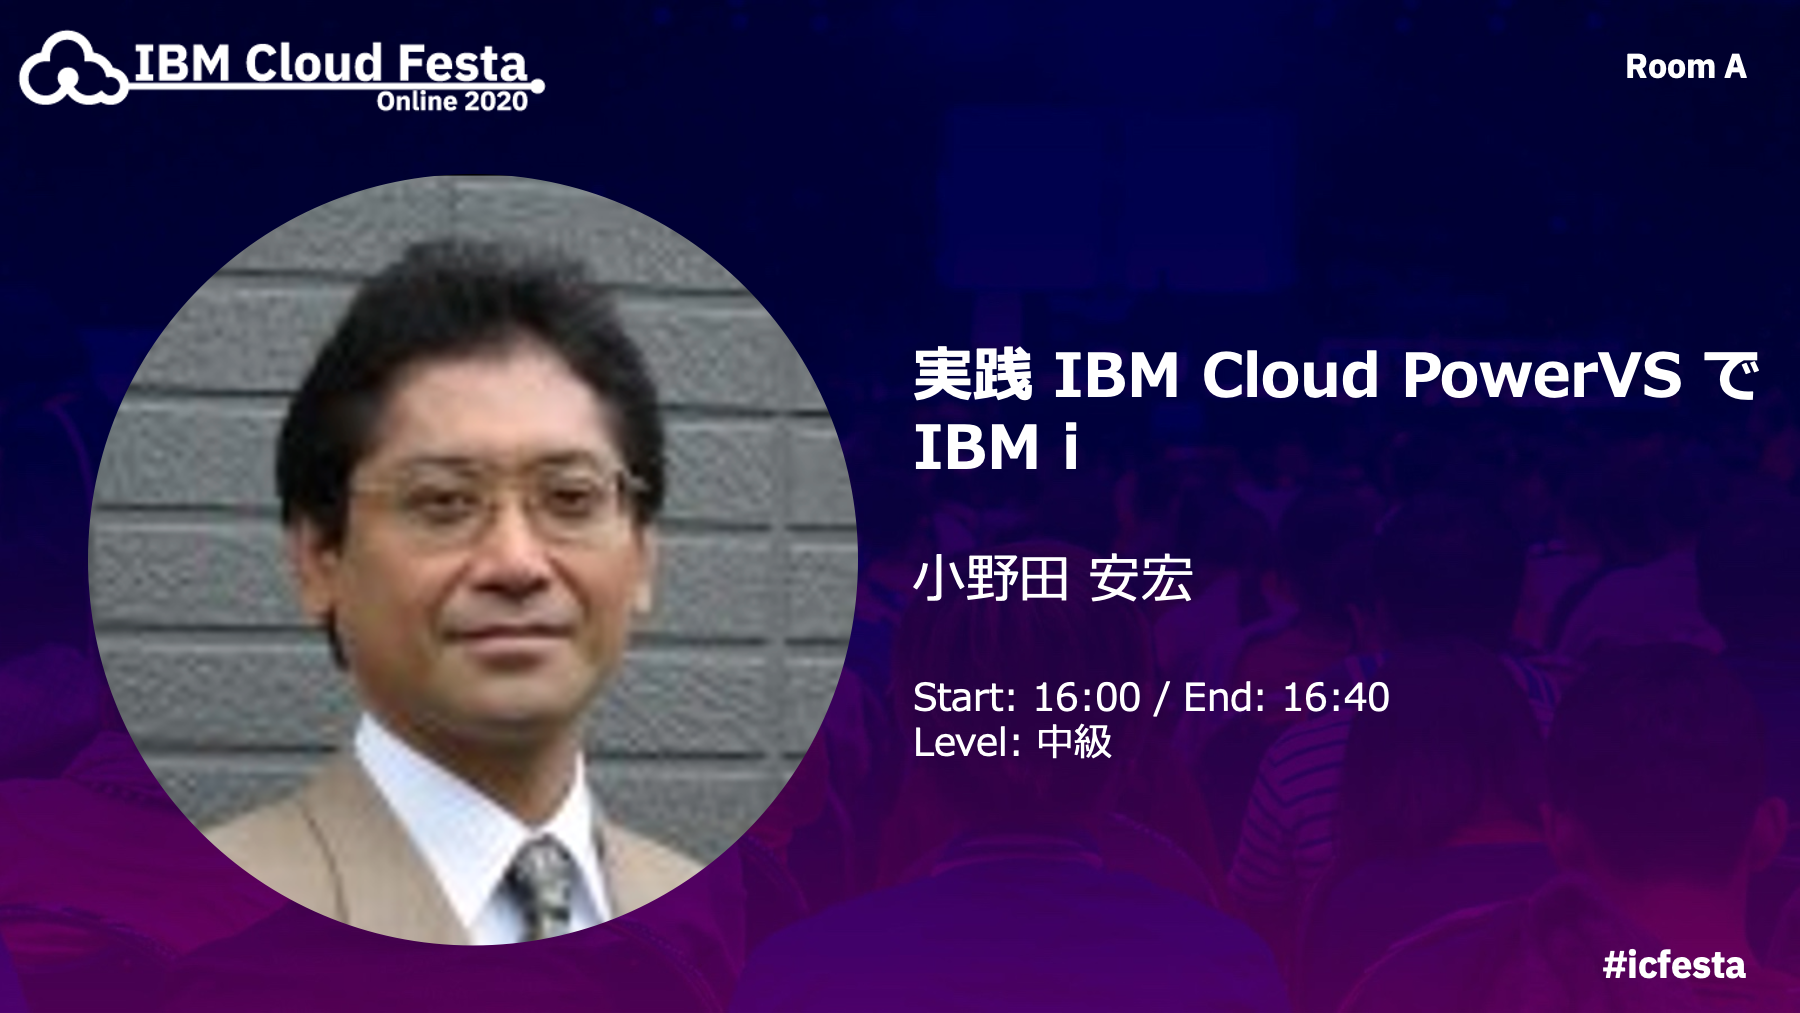 IBM Cloud Festa
Online 2020
Room A
実践 IBM Cloud PowerVS で
IBM i
小野田 安宏
Start: 16:00 / End: 16:40
Level: 中級
#icfesta